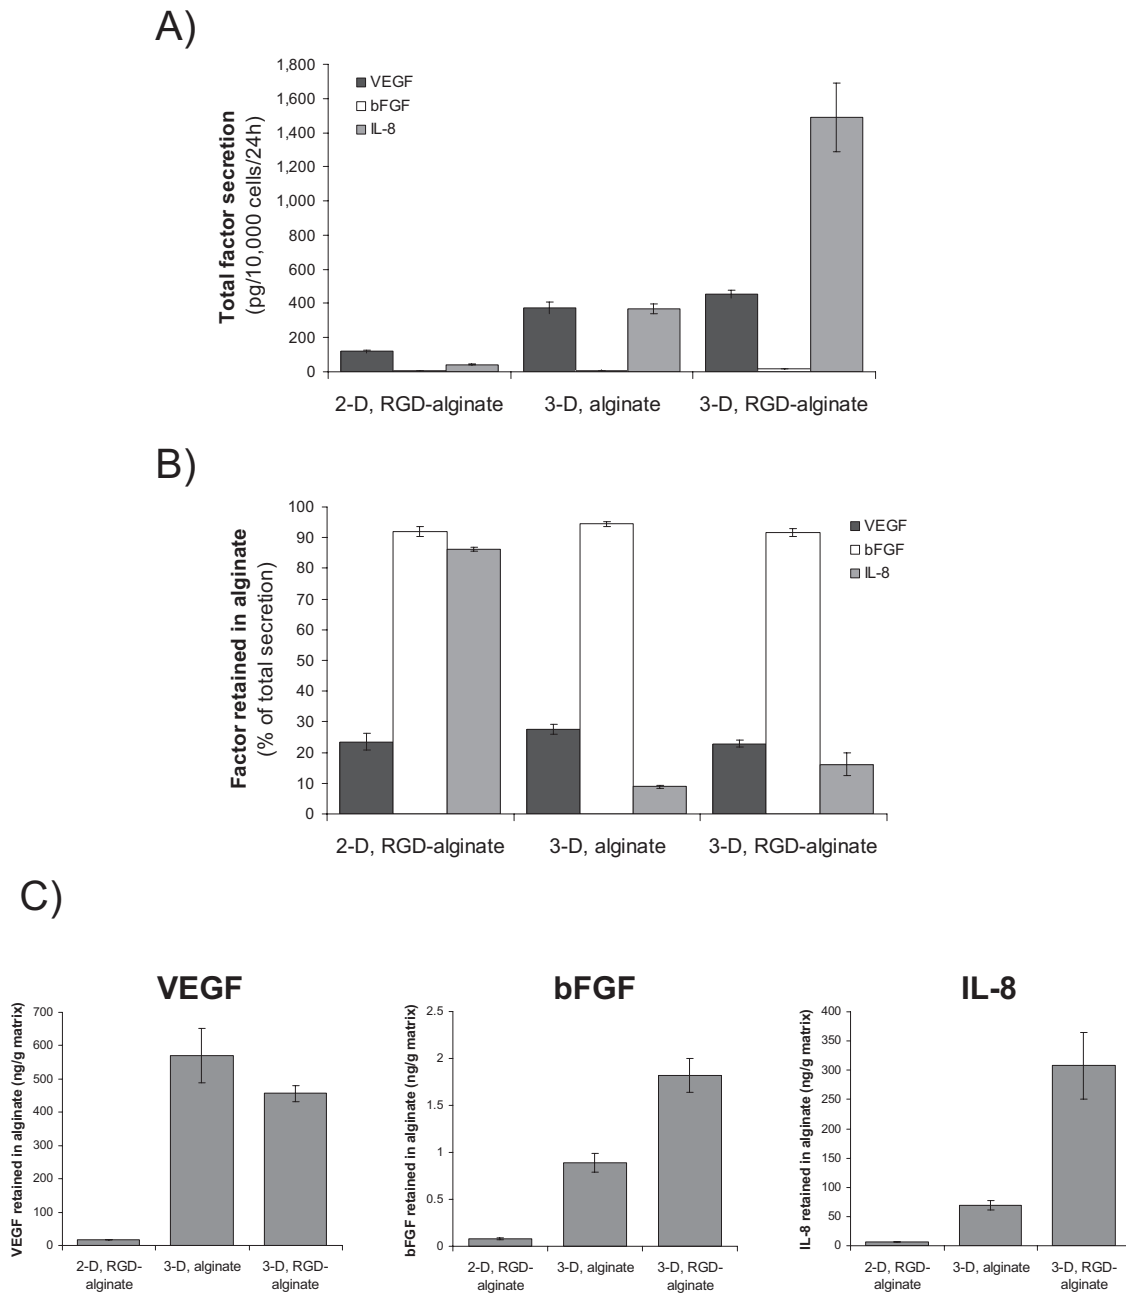 A)
Total factor secretion
(pg/10,000 cells/24h)
1,800
1,600
1,400
1,200
1,000
800
600
400
200
0
VEGF
bFGF
IL-8
2-D, RGD-alginate
3-D, alginate
3-D, RGD-alginate
B)
Factor retained in alginate
(% of total secretion)
100
90
80
70
60
50
40
30
20
10
0
VEGF
bFGF
IL-8
2-D, RGD-alginate
3-D, alginate
3-D, RGD-alginate
C)
VEGF
VEGF retained in alginate (ng/g matrix)
700
600
500
400
300
200
100
0
2-D, RGD-
alginate
3-D, alginate
3-D, RGD-
alginate
bFGF
bFGF retained in alginate (ng/g matrix)
2.5
2
1.5
1
0.5
0
2-D, RGD-
alginate
3-D, alginate
3-D, RGD-
alginate
IL-8
IL-8 retained in alginate (ng/g matrix)
400
350
300
250
200
150
100
50
0
2-D, RGD-
alginate
3-D, alginate
3-D, RGD-
alginate